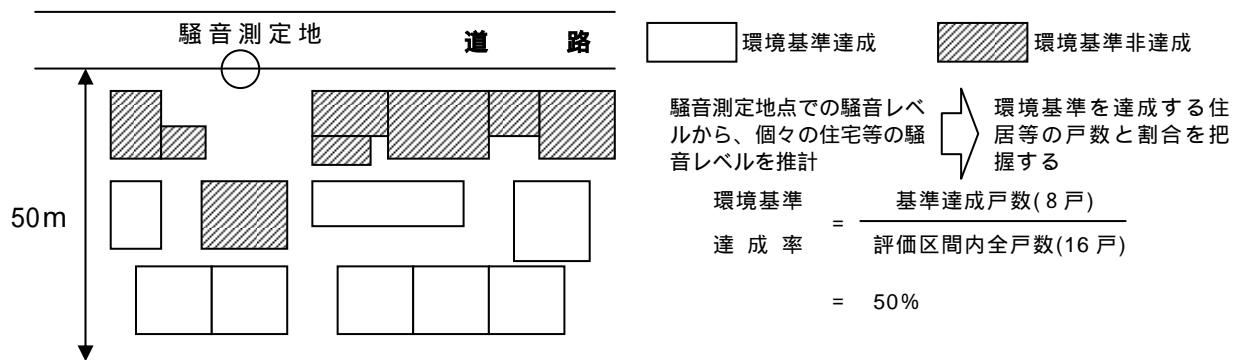 騒音測定地
道 路
50m
環境基準達成
環境基準非達成
騒音測定地点での騒音レベ
ルから、個々の住宅等の騒
音レベルを推計
環境基準を達成する住
居等の戸数と割合を把
握する
環境基準
達 成 率
=
基準達成戸数(8戸)
評価区間内全戸数(16戸)
= 50%